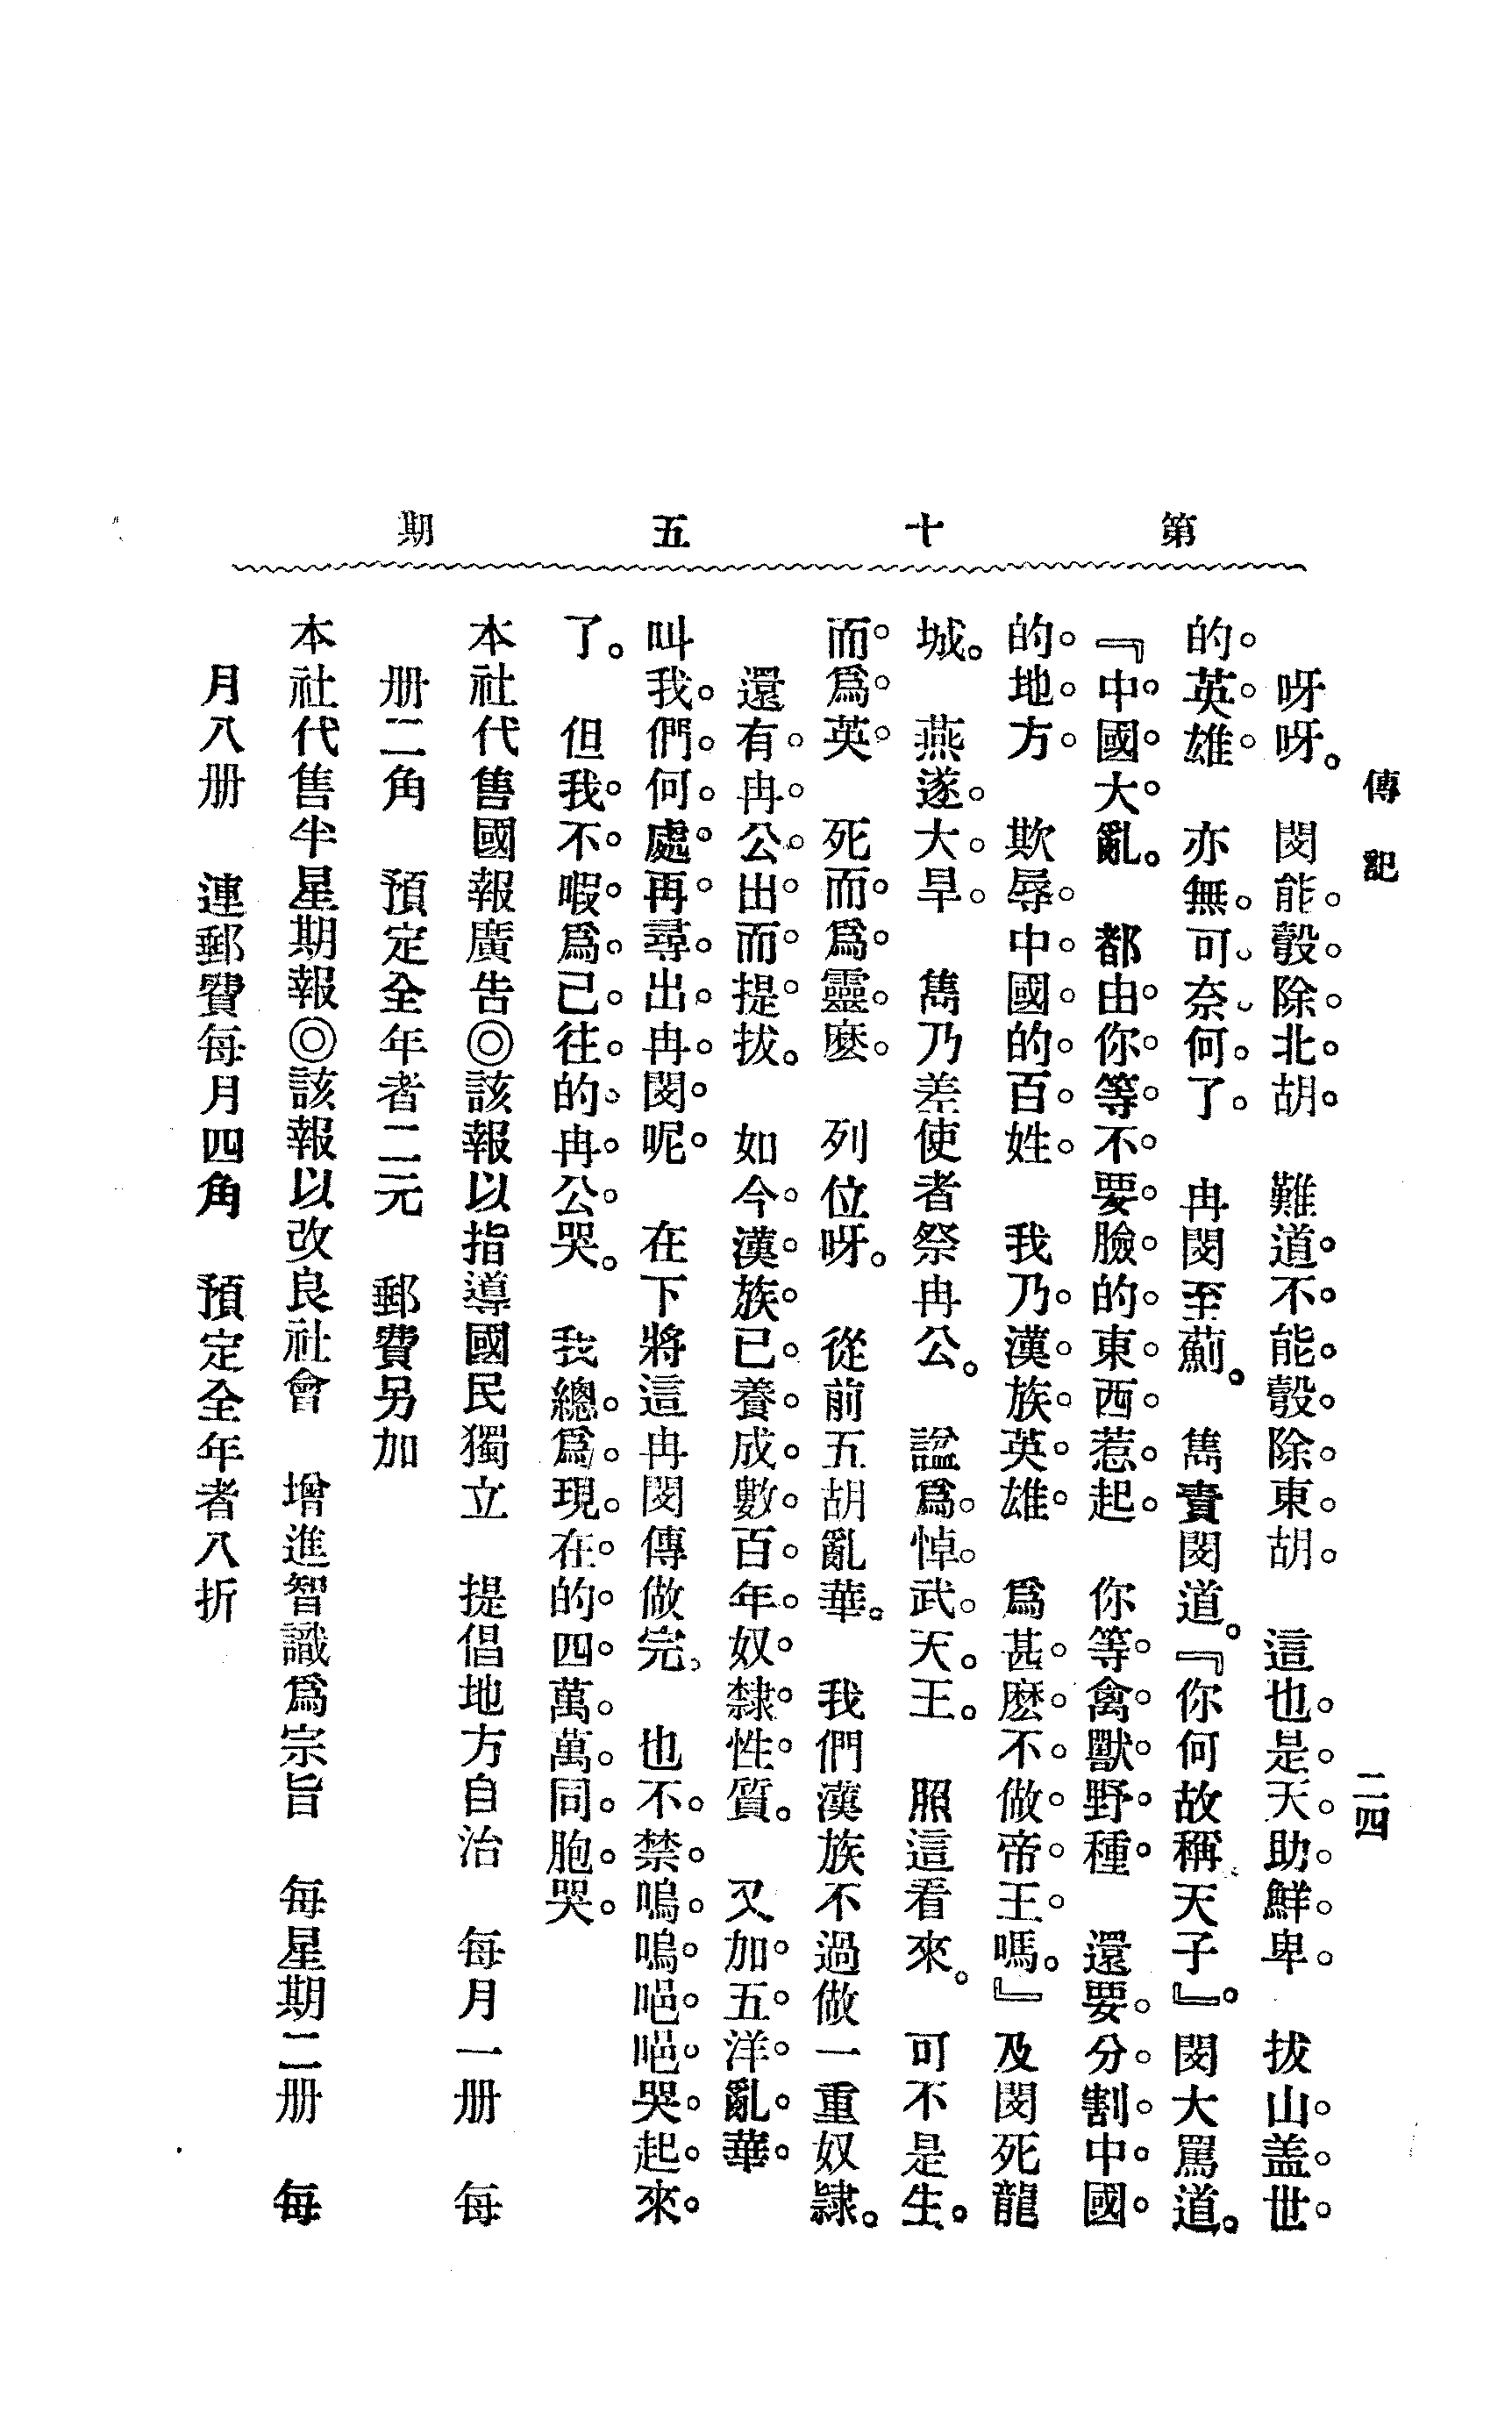 傳記 二四
第十五期
呀呀。 閔能彀除北胡 難道不能彀除東胡 這也是天助鮮卑 拔山盖世
的英雄 亦無可奈何了。 冉閔至薊。 雋責閔道。『你何故稱天子』。閔大罵道。
『中國大亂。 都由你等不要臉的東西惹起 你等禽獸野種 還要分割中國
的地方 欺辱中國的百姓 我乃漢族英雄 爲甚麽不做帝王嗎。』及閔死龍
城。 燕遂大旱 雋乃差使者祭冉公。 諡爲悼武天王。 照這看來。 可不是生。
而爲英 死而爲靈麽 列位呀。 從前五胡亂華。 我們漢族不過做一重奴隸。
還有冉公出而提拔。 如今漢族已養成數百年奴隸性質。 又加五洋亂華
叫我們何處再尋出冉閔呢 在下將這冉閔傳做完、 也不禁嗚嗚唈唈哭起來。
了。 但我不暇爲已往的冉公哭。 我總爲現在的四萬萬同胞哭。
本社代售國報廣告◎該報以指導國民獨立 提倡地方自治 每月一册 每
册二角 預定全年者二元 郵費另加
本社代售半星期報◎該報以改良社會 增進智識爲宗旨 每星期二册 每
月八册 連郵費每月四角 預定全年者八折